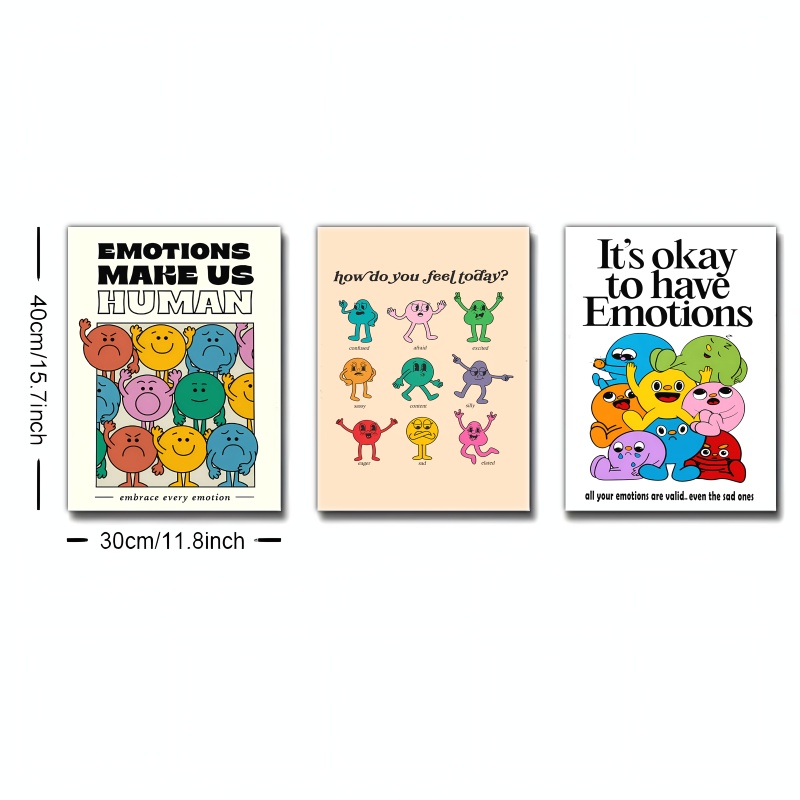 EMOTIONS
MAKE US
HUMAN
embrace every emotion
40cm/15.7inch
30cm/11.8inch
how do you feel today?
confused
afraid
excited
sassy
content
silly
eager
sad
elated
It's okay
to have
Emotions
all your emotions are valid.. even the sad ones